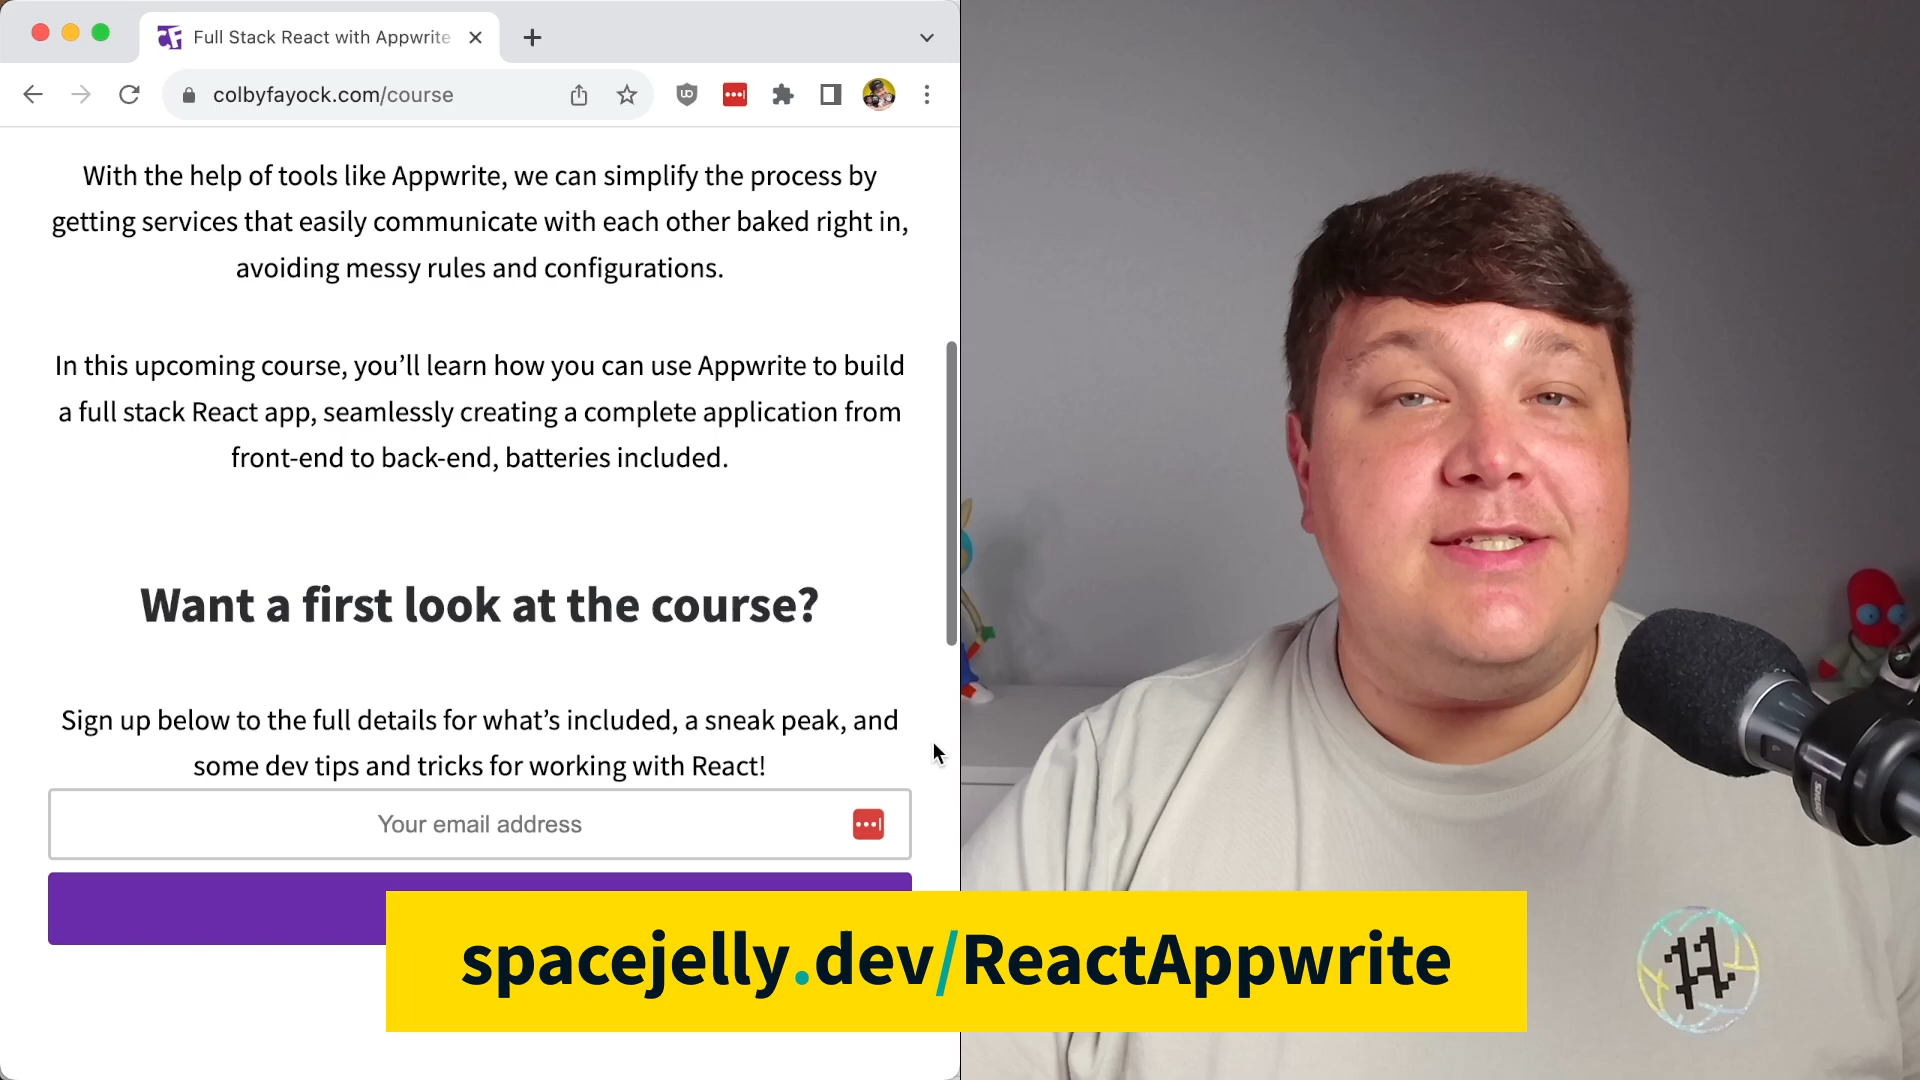 Full Stack React with Appwrite
colbyfayock.com/course
With the help of tools like Appwrite, we can simplify the process by
getting services that easily communicate with each other baked right in,
avoiding messy rules and configurations.
In this upcoming course, you’ll learn how you can use Appwrite to build
a full stack React app, seamlessly creating a complete application from
front-end to back-end, batteries included.
Want a first look at the course?
Sign up below to the full details for what’s included, a sneak peak, and
some dev tips and tricks for working with React!
Your email address
spacejelly.dev/ReactAppwrite